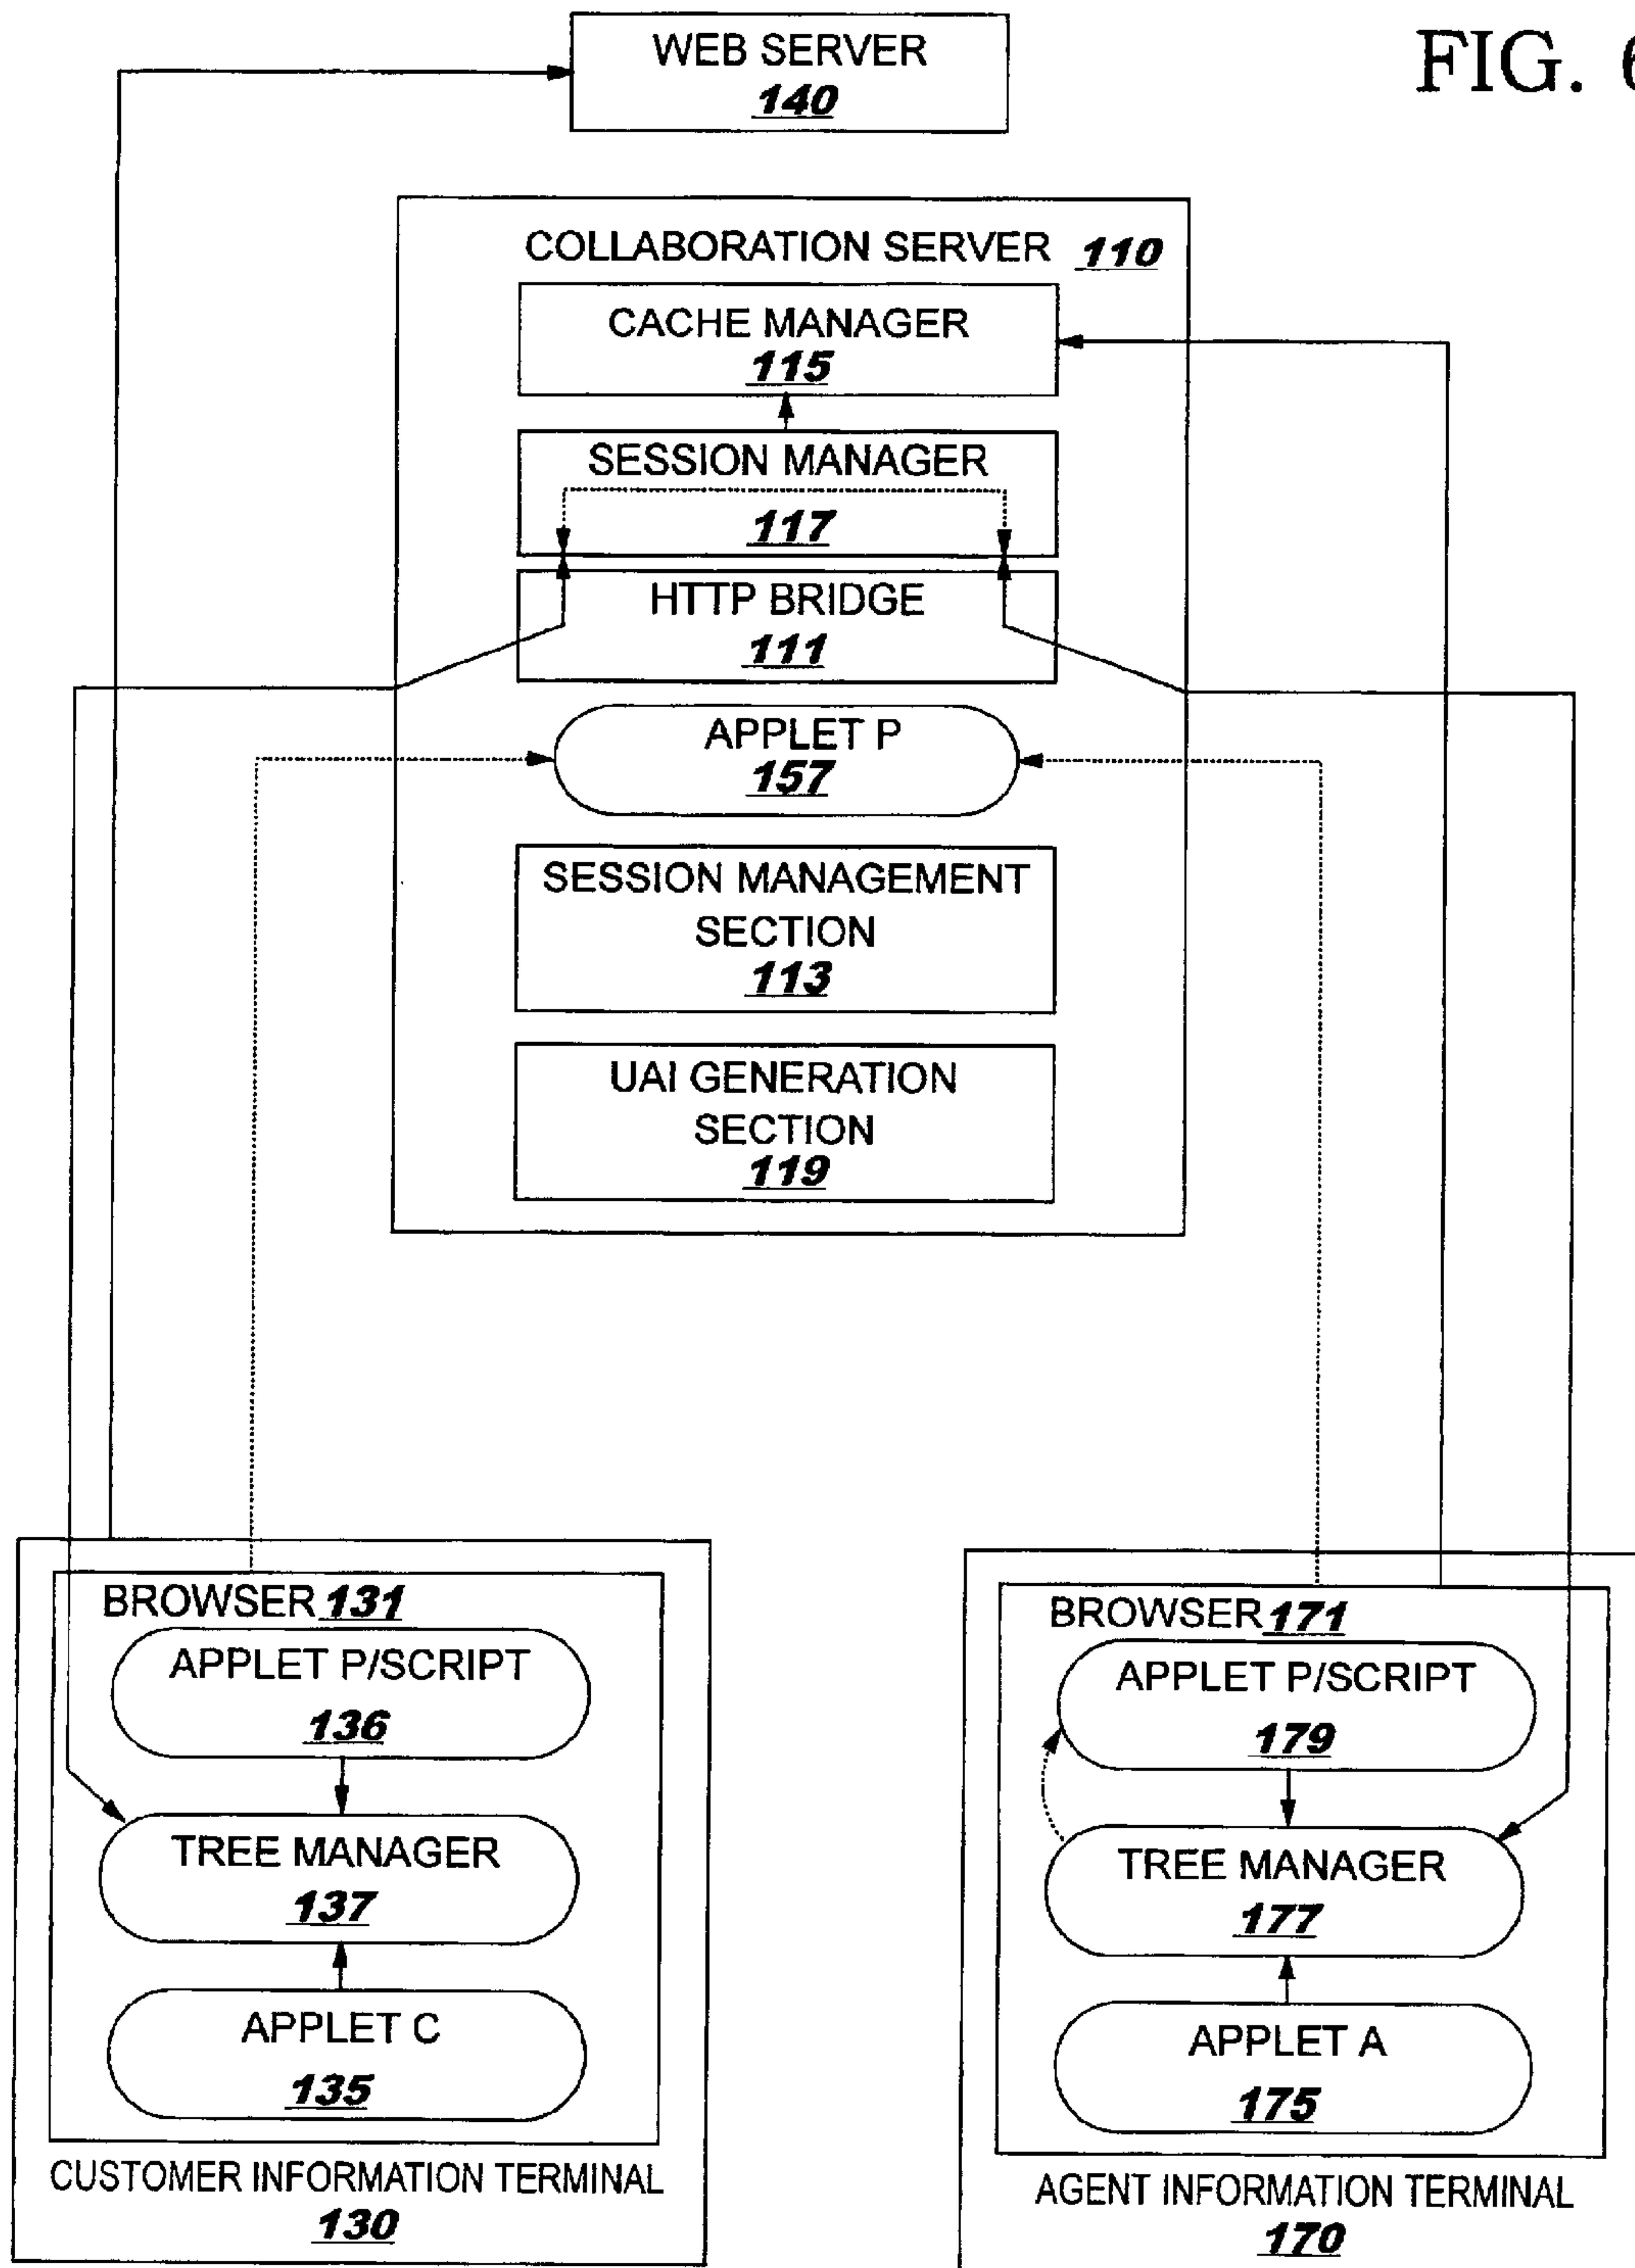 FIG. 6
WEB SERVER
140
COLLABORATION SERVER 110
CACHE MANAGER
115
SESSION MANAGER
117
HTTP BRIDGE
111
APPLET P
157
SESSION MANAGEMENT
SECTION
113
UAI GENERATION
SECTION
119
BROWSER 131
APPLET P/SCRIPT
136
TREE MANAGER
137
APPLET C
135
CUSTOMER INFORMATION TERMINAL
130
BROWSER 171
APPLET P/SCRIPT
179
TREE MANAGER
177
APPLET A
175
AGENT INFORMATION TERMINAL
170